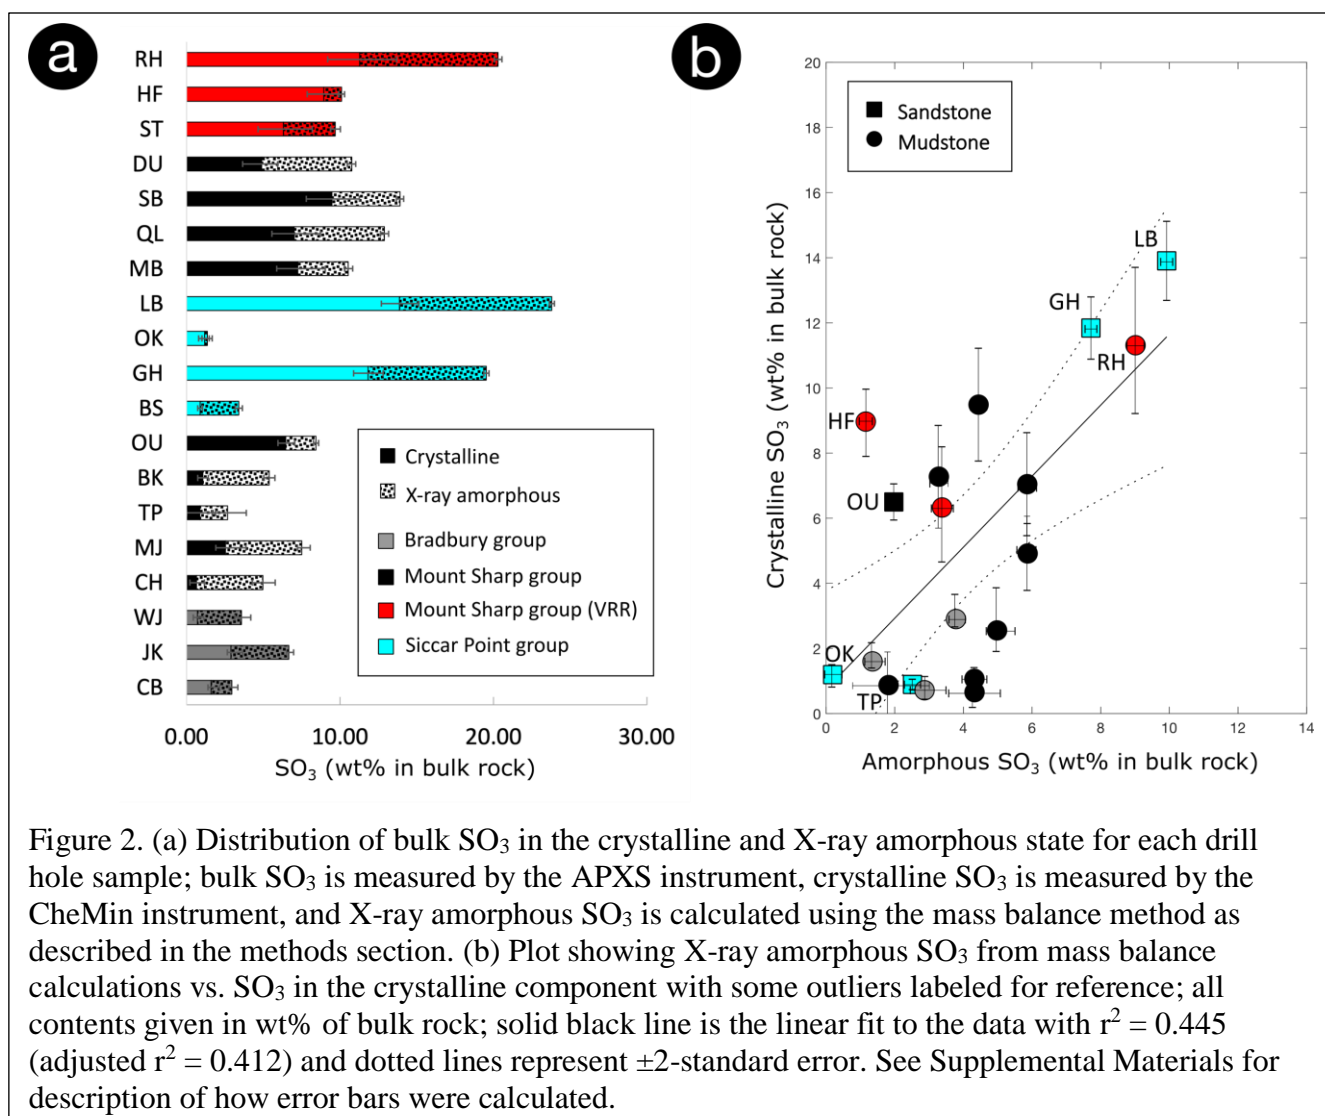 a
RH
HF
ST
DU
SB
QL
MB
LB
OK
GH
BS
OU
BK
TP
MJ
CH
WJ
JK
CB
Crystalline
X-ray amorphous
Bradbury group
Mount Sharp group
Mount Sharp group (VRR)
Siccar Point group
0.00 10.00 20.00 30.00
SO₃ (wt% in bulk rock)
b
20
18
16
14
12
10
8
6
4
2
0
Crystalline SO₃ (wt% in bulk rock)
Sandstone
Mudstone
LB
GH
RH
HF
OU
OK
TP
0 2 4 6 8 10 12 14
Amorphous SO₃ (wt% in bulk rock)
Figure 2. (a) Distribution of bulk SO₃ in the crystalline and X-ray amorphous state for each drill
hole sample; bulk SO₃ is measured by the APXS instrument, crystalline SO₃ is measured by the
CheMin instrument, and X-ray amorphous SO₃ is calculated using the mass balance method as
described in the methods section. (b) Plot showing X-ray amorphous SO₃ from mass balance
calculations vs. SO₃ in the crystalline component with some outliers labeled for reference; all
contents given in wt% of bulk rock; solid black line is the linear fit to the data with r² = 0.445
(adjusted r² = 0.412) and dotted lines represent ±2-standard error. See Supplemental Materials for
description of how error bars were calculated.